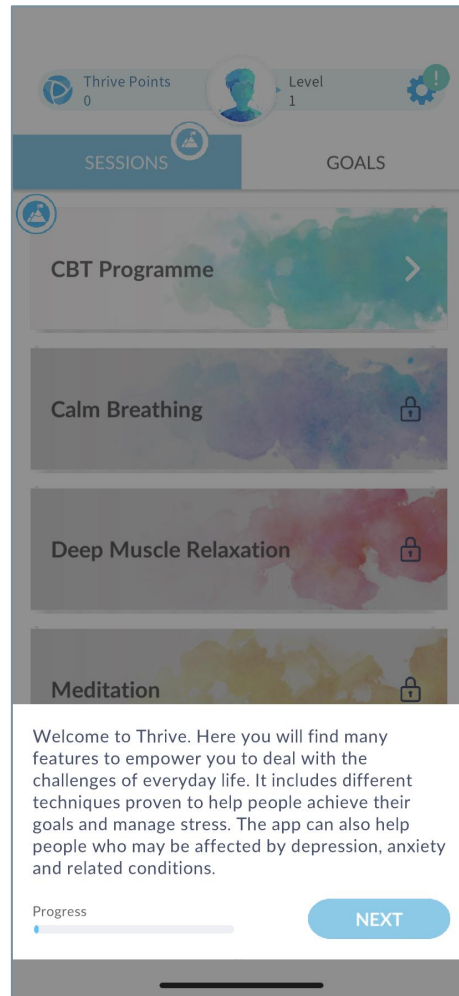 Thrive Points
0
Level
1
!
SESSIONS
GOALS
CBT Programme
Calm Breathing
Deep Muscle Relaxation
Meditation
Welcome to Thrive. Here you will find many
features to empower you to deal with the
challenges of everyday life. It includes different
techniques proven to help people achieve their
goals and manage stress. The app can also help
people who may be affected by depression, anxiety
and related conditions.
Progress
NEXT